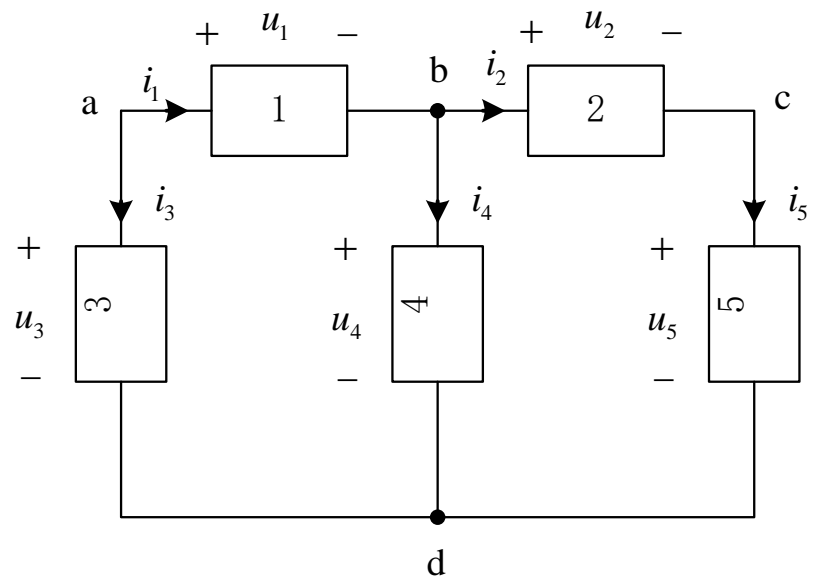 + u₁ − + u₂ −
a i₁ 1 b i₂ 2 c
i₃ i₄ i₅
+ + +
3 4 5
u₃ u₄ u₅
− − −
d